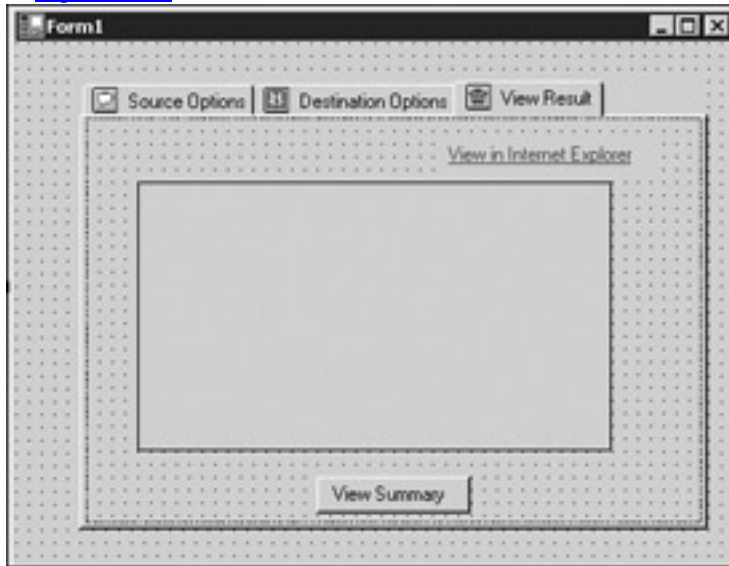 Form1
Source Options
Destination Options
View Result
View in Internet Explorer
View Summary